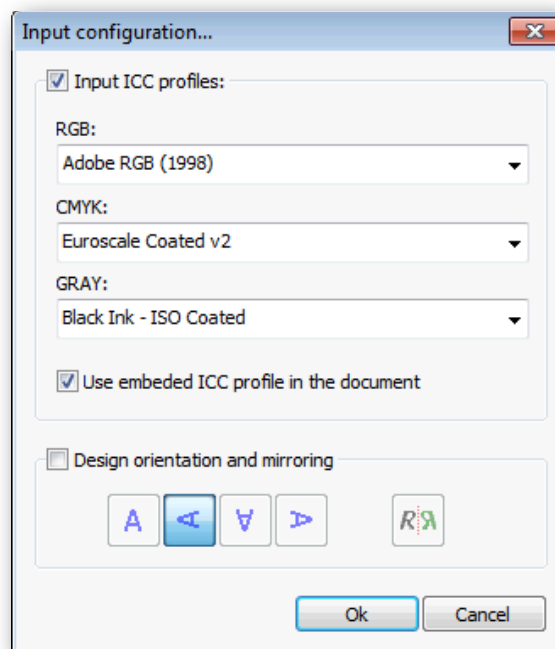 Input configuration...
Input ICC profiles:
RGB:
Adobe RGB (1998)
CMYK:
Euroscale Coated v2
GRAY:
Black Ink - ISO Coated
Use embeded ICC profile in the document
Design orientation and mirroring
A A A A R R
Ok Cancel